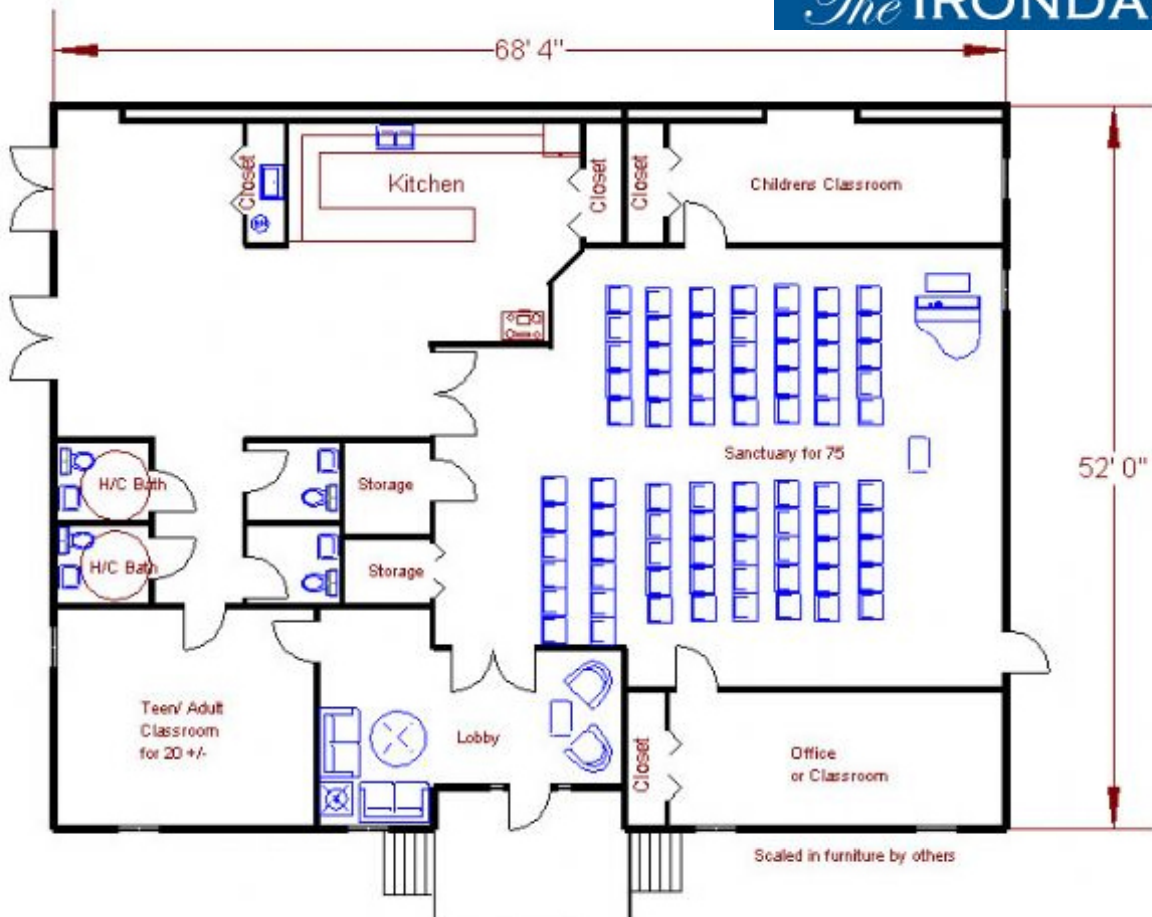 The IRONDA
68' 4"
Closet
Kitchen
Closet
Closet
Childrens Classroom
Sanctuary for 75
52' 0"
H/C Bath
Storage
H/C Bath
Storage
Teen/ Adult
Classroom
for 20 +/-
Lobby
Closet
Office
or Classroom
Scaled in furniture by others